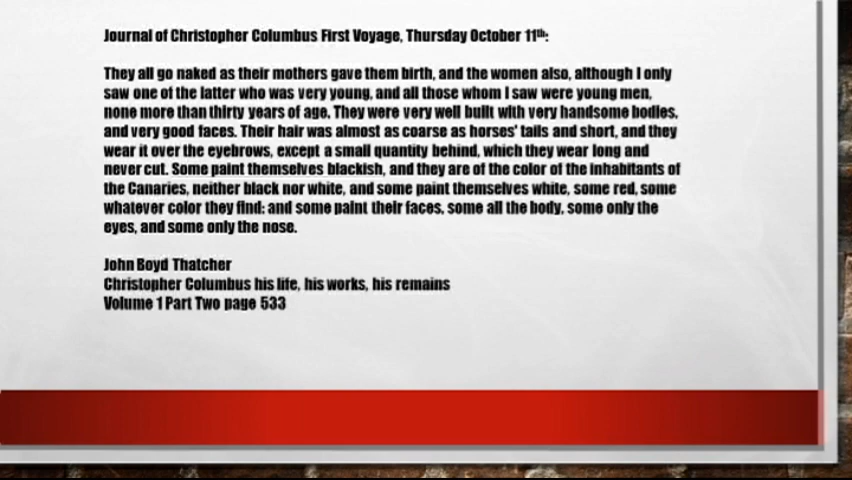 Journal of Christopher Columbus First Voyage, Thursday October 11th:
They all go naked as their mothers gave them birth, and the women also, although I only
saw one of the latter who was very young, and all those whom I saw were young men,
none more than thirty years of age. They were very well built with very handsome bodies,
and very good faces. Their hair was almost as coarse as horses' tails and short, and they
wear it over the eyebrows, except a small quantity behind, which they wear long and
never cut. Some paint themselves blackish, and they are of the color of the inhabitants of
the Canaries, neither black nor white, and some paint themselves white, some red, some
whatever color they find: and some paint their faces, some all the body, some only the
eyes, and some only the nose.
John Boyd Thatcher
Christopher Columbus his life, his works, his remains
Volume 1 Part Two page 533